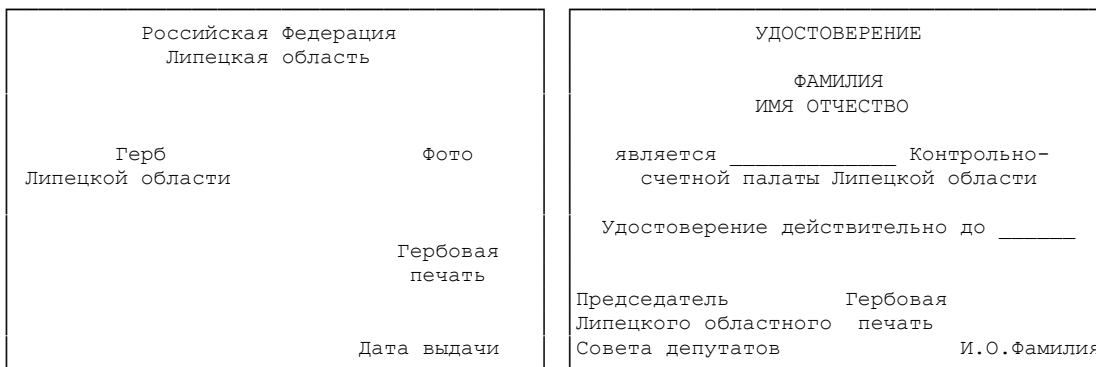 Российская Федерация
Липецкая область
Герб Фото
Липецкой области
Гербовая
печать
Дата выдачи
УДОСТОВЕРЕНИЕ
ФАМИЛИЯ
ИМЯ ОТЧЕСТВО
является _____________ Контрольно-
счетной палаты Липецкой области
Удостоверение действительно до ______
Председатель Гербовая
Липецкого областного печать
Совета депутатов И.О.Фамилия